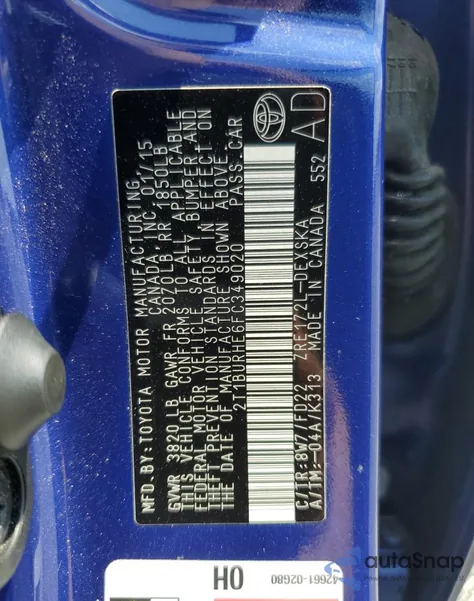 MFD. BY: TOYOTA MOTOR MANUFACTURING,
CANADA INC. 01/15
GVWR 3820 LB GAWR FR 2070LB RR 1850LB
THIS VEHICLE CONFORMS TO ALL APPLICABLE
FEDERAL MOTOR VEHICLE SAFETY, BUMPER, AND
THEFT PREVENTION STANDARDS IN EFFECT ON
THE DATE OF MANUFACTURE SHOWN ABOVE.
2T1BURHE6FC349020 PASS. CAR
C/TR: 8W7/FD22 ZRE172L-DEXSKA
A/TM: -04A/K313 MADE IN CANADA 552
AD
42661-02G80
OH
autoSnap